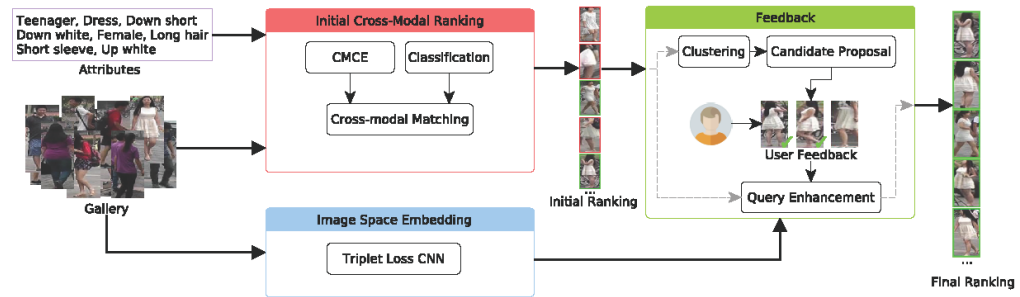 Teenager, Dress, Down short
Down white, Female, Long hair
Short sleeve, Up white
Attributes
Gallery
Initial Cross-Modal Ranking
CMCE
Classification
Cross-modal Matching
Image Space Embedding
Triplet Loss CNN
...
Initial Ranking
Feedback
Clustering
Candidate Proposal
User Feedback
Query Enhancement
...
Final Ranking